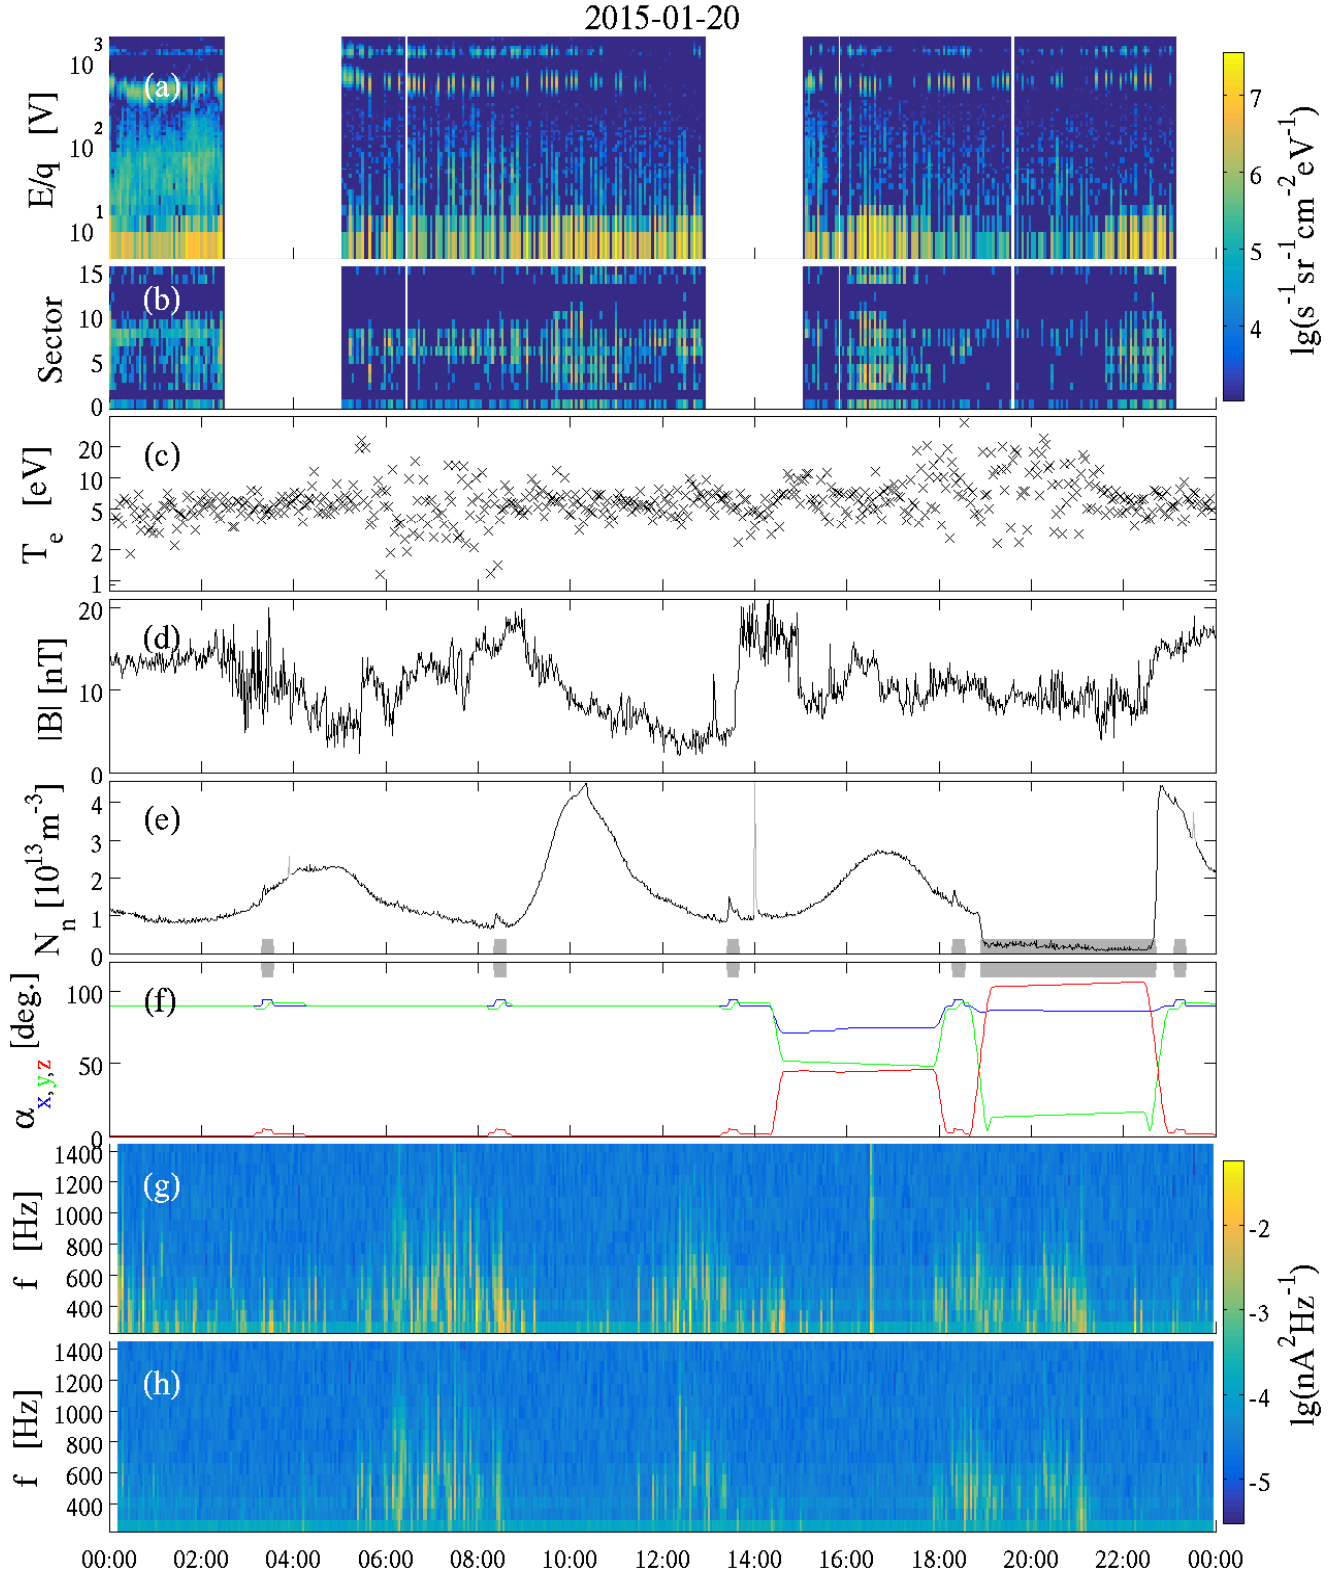 2015-01-20
(a)
E/q [V]
10^3
10^2
10^1
10
(b)
Sector
15
10
5
0
7
6
5
4
lg(s^-1 sr^-1 cm^-2 eV^-1)
(c)
T_e [eV]
20
10
5
2
1
(d)
|B| [nT]
20
10
0
(e)
N_n [10^13 m^-3]
4
3
2
1
0
(f)
α_x,y,z [deg.]
100
50
0
(g)
f [Hz]
1400
1200
1000
800
600
400
(h)
f [Hz]
1400
1200
1000
800
600
400
-2
-3
-4
-5
lg(nA^2 Hz^-1)
00:00 02:00 04:00 06:00 08:00 10:00 12:00 14:00 16:00 18:00 20:00 22:00 00:00